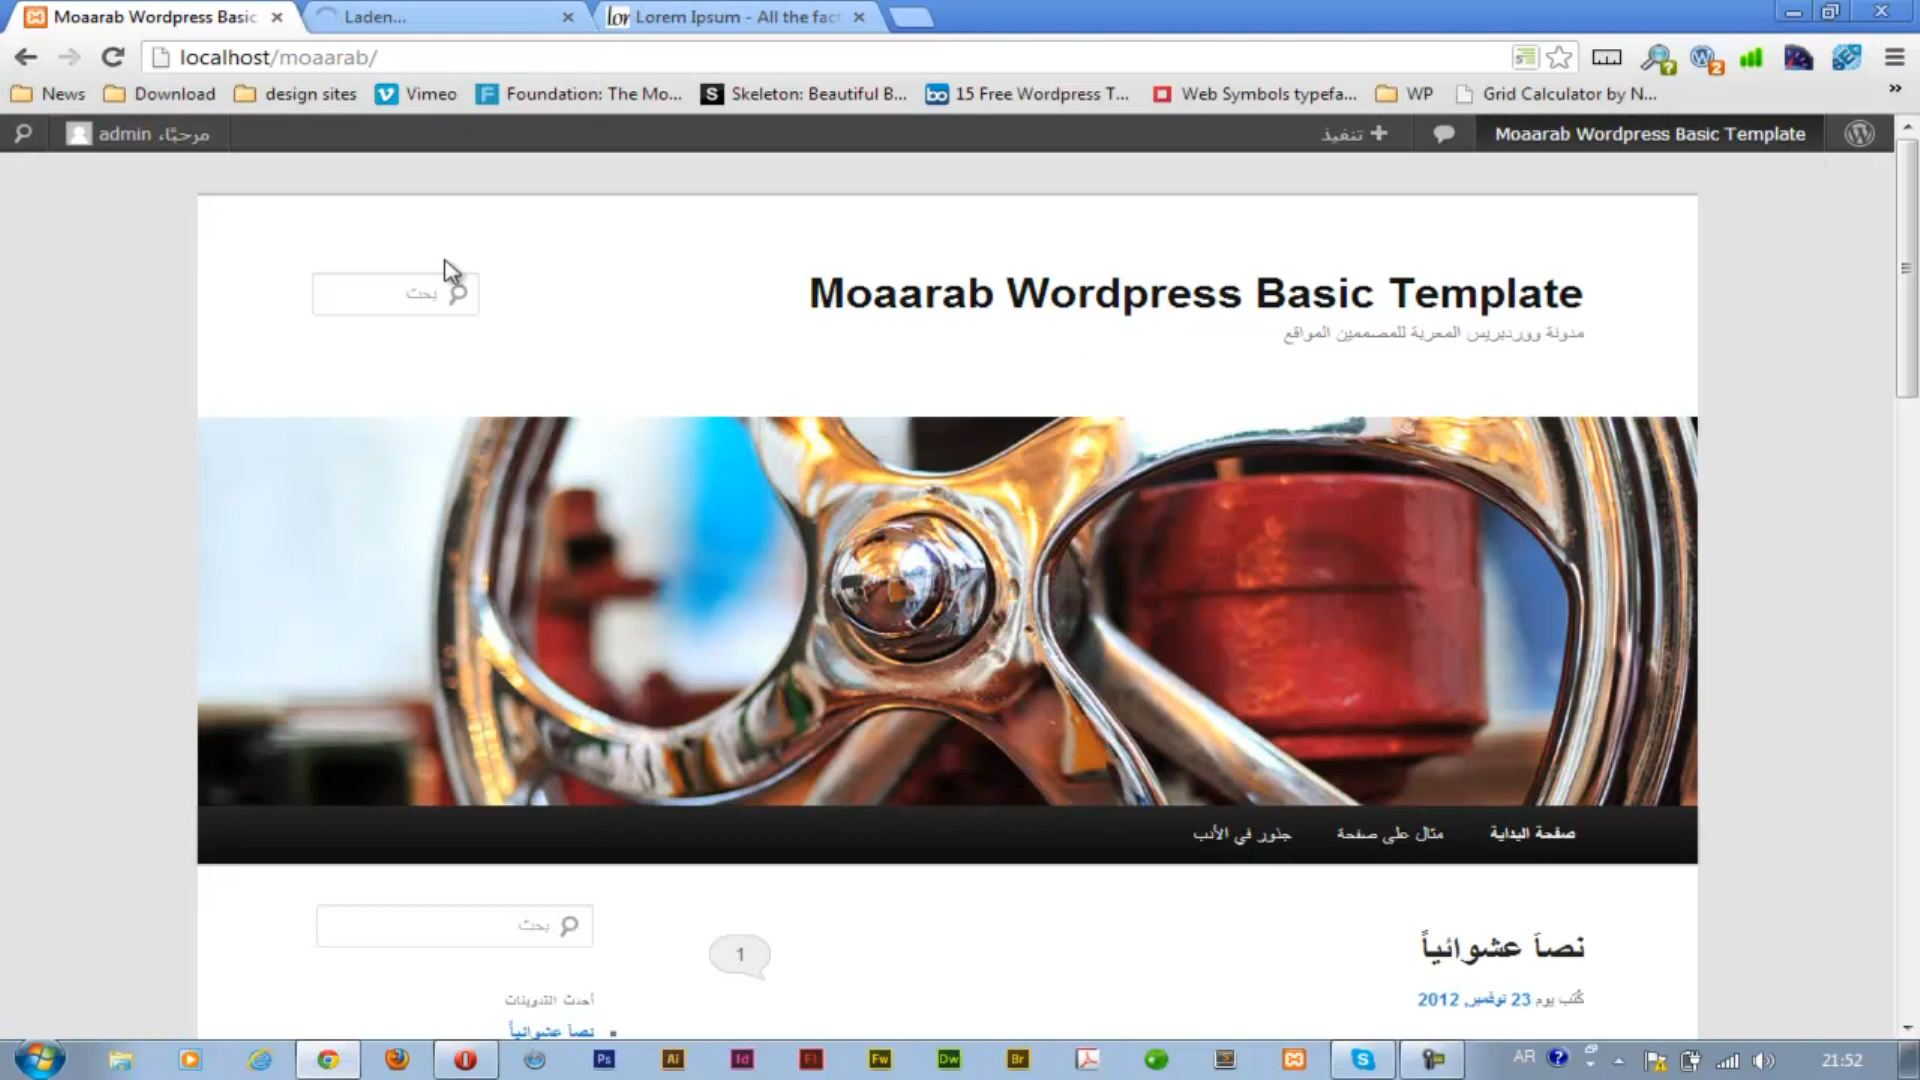 Moaarab Wordpress Basic
Laden...
Lorem Ipsum - All the fact
localhost/moaarab/
News
Download
design sites
Vimeo
Foundation: The Mo...
Skeleton: Beautiful B...
15 Free Wordpress T...
Web Symbols typefa...
WP
Grid Calculator by N...
مرحبًا، admin
تنفيذ
Moaarab Wordpress Basic Template
بحث
Moaarab Wordpress Basic Template
مدونة ووردبريس المعربة للمصممين المواقع
صفحة البداية
مثال على صفحة
جذور في الأدب
بحث
1
نصاً عشوائياً
كُتب يوم 23 نوفمبر، 2012
أحدث التدوينات
نصاً عشوائياً
AR
21:52